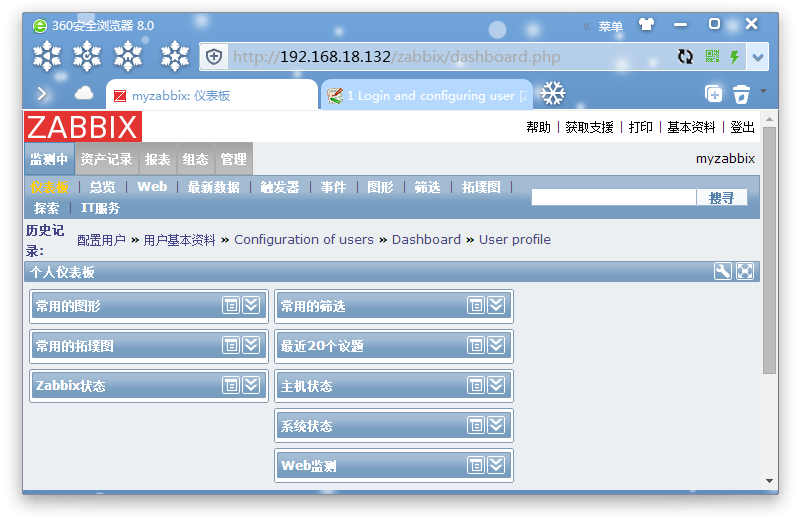 360安全浏览器 8.0
菜单
http://192.168.18.132/zabbix/dashboard.php
myzabbix: 仪表板
1 Login and configuring user [Z
ZABBIX
帮助 | 获取支援 | 打印 | 基本资料 | 登出
监测中 资产记录 报表 组态 管理
myzabbix
仪表板 | 总览 | Web | 最新数据 | 触发器 | 事件 | 图形 | 筛选 | 拓墣图 |
探索 | IT服务
搜寻
历史记录: 配置用户 » 用户基本资料 » Configuration of users » Dashboard » User profile
个人仪表板
常用的图形
常用的筛选
常用的拓墣图
最近20个议题
Zabbix状态
主机状态
系统状态
Web监测